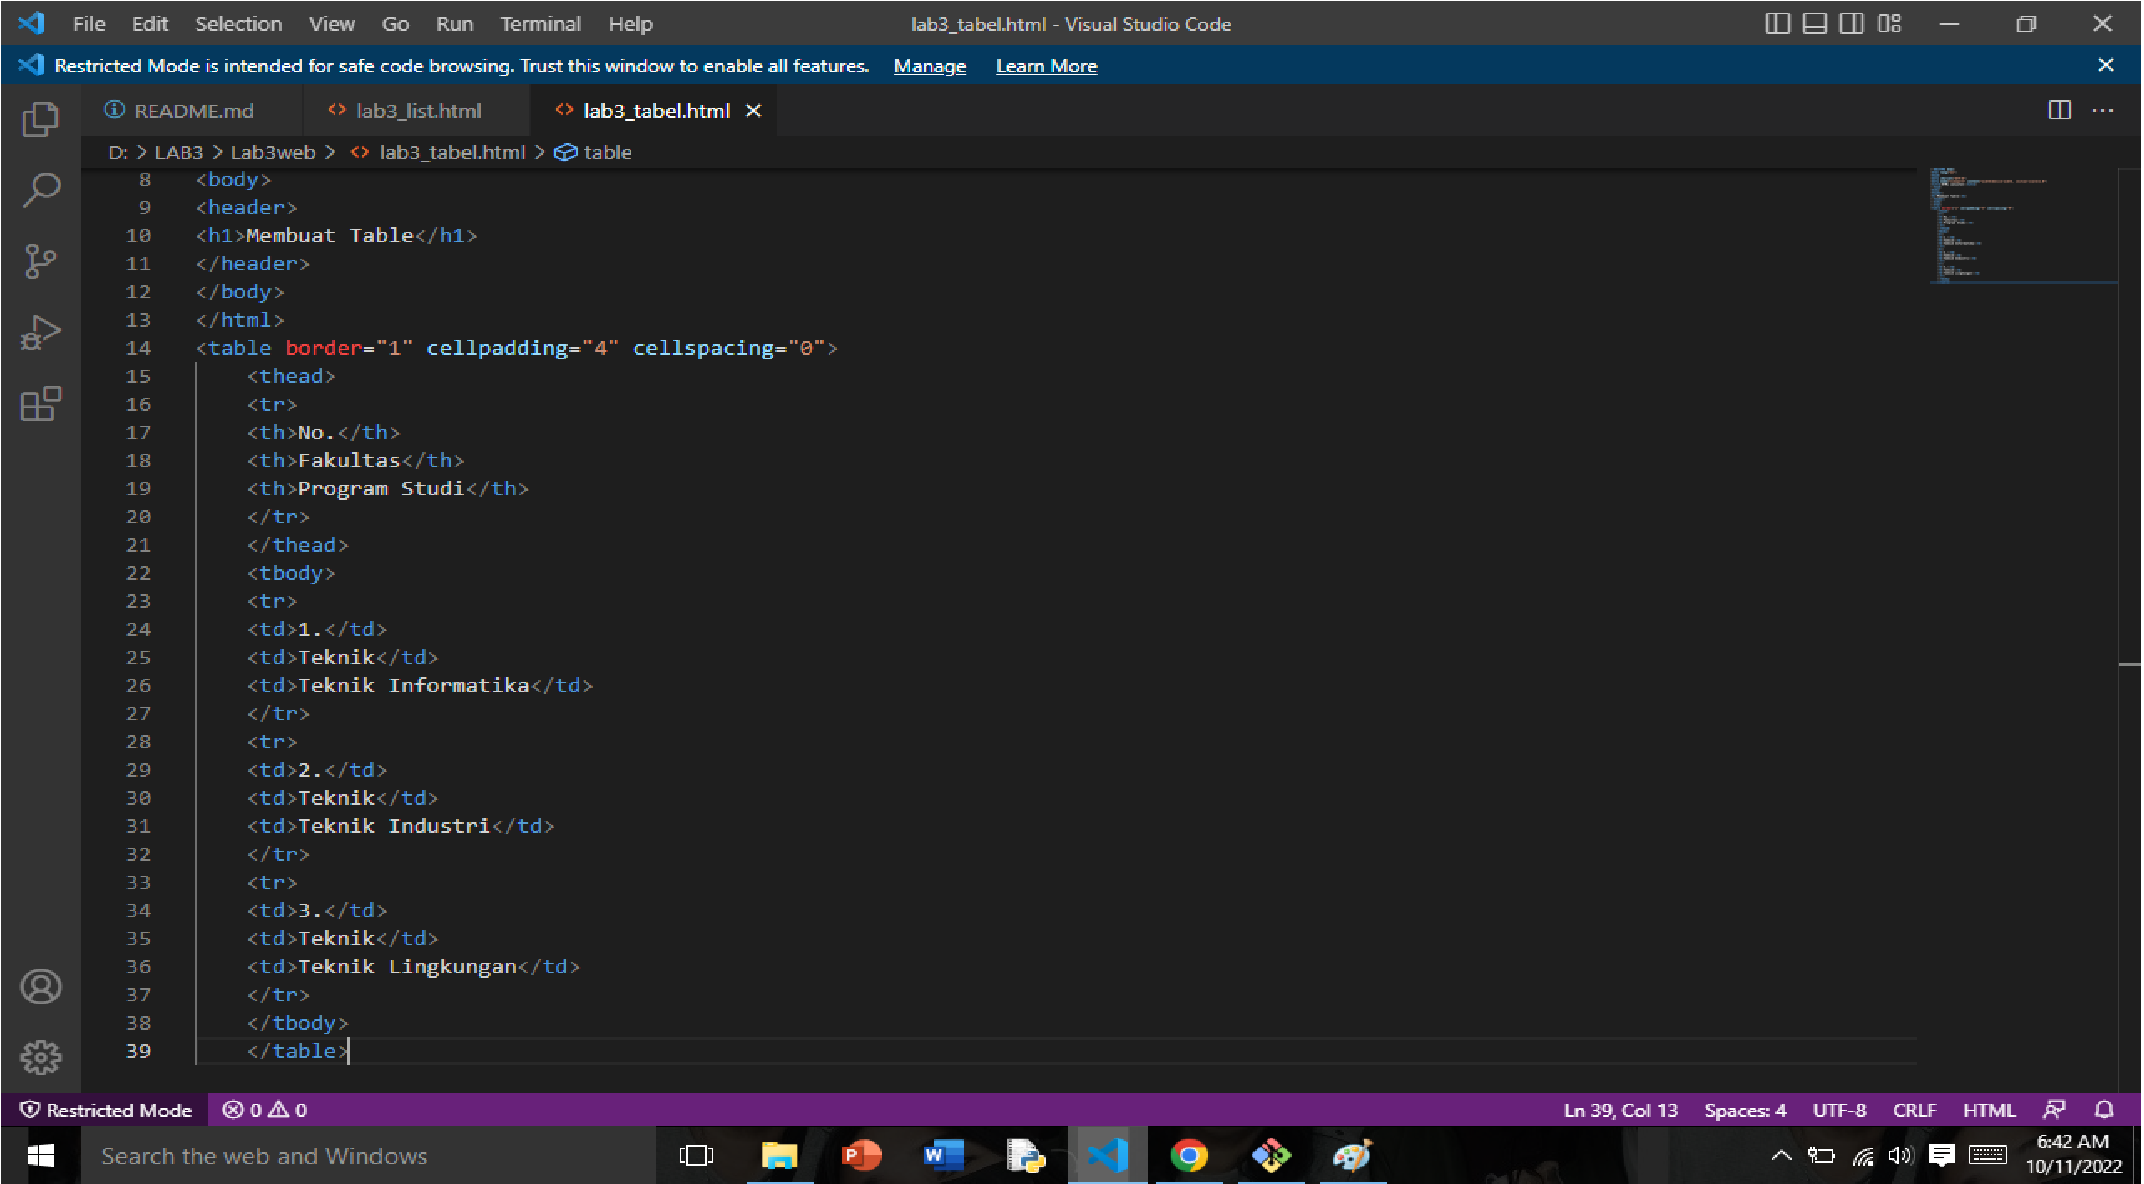 File Edit Selection View Go Run Terminal Help lab3_tabel.html - Visual Studio Code
Restricted Mode is intended for safe code browsing. Trust this window to enable all features. Manage Learn More
README.md lab3_list.html lab3_tabel.html
D: > LAB3 > Lab3web > lab3_tabel.html > table
8 <body>
9 <header>
10 <h1>Membuat Table</h1>
11 </header>
12 </body>
13 </html>
14 <table border="1" cellpadding="4" cellspacing="0">
15 <thead>
16 <tr>
17 <th>No.</th>
18 <th>Fakultas</th>
19 <th>Program Studi</th>
20 </tr>
21 </thead>
22 <tbody>
23 <tr>
24 <td>1.</td>
25 <td>Teknik</td>
26 <td>Teknik Informatika</td>
27 </tr>
28 <tr>
29 <td>2.</td>
30 <td>Teknik</td>
31 <td>Teknik Industri</td>
32 </tr>
33 <tr>
34 <td>3.</td>
35 <td>Teknik</td>
36 <td>Teknik Lingkungan</td>
37 </tr>
38 </tbody>
39 </table>
Restricted Mode 0 0 Ln 39, Col 13 Spaces: 4 UTF-8 CRLF HTML
Search the web and Windows
6:42 AM
10/11/2022